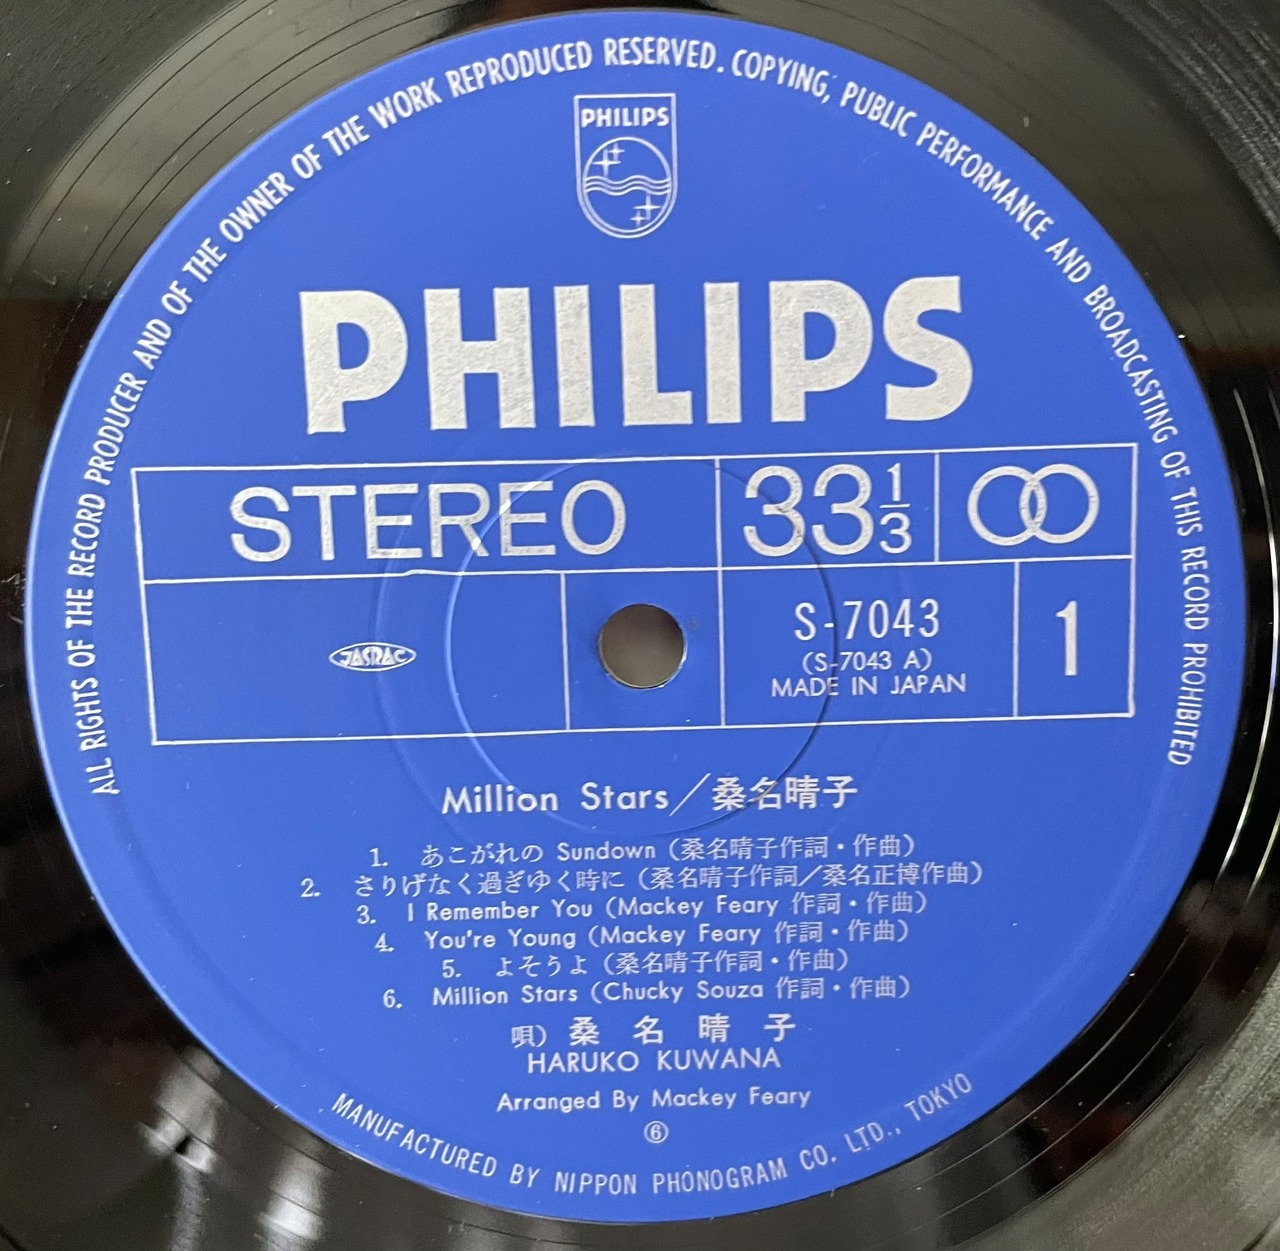 ALL RIGHTS OF THE RECORD PRODUCER AND OF THE OWNER OF THE WORK REPRODUCED RESERVED. COPYING, PUBLIC PERFORMANCE AND BROADCASTING OF THIS RECORD PROHIBITED
PHILIPS
PHILIPS
STEREO 33 1/3
JASRAC
S-7043
(S-7043 A)
MADE IN JAPAN
1
Million Stars/桑名晴子
1. あこがれの Sundown (桑名晴子作詞・作曲)
2. さりげなく過ぎゆく時に (桑名晴子作詞/桑名正博作曲)
3. I Remember You (Mackey Feary 作詞・作曲)
4. You're Young (Mackey Feary 作詞・作曲)
5. よそうよ (桑名晴子作詞・作曲)
6. Million Stars (Chucky Souza 作詞・作曲)
唄) 桑名晴子
HARUKO KUWANA
Arranged By Mackey Feary
⑥
MANUFACTURED BY NIPPON PHONOGRAM CO. LTD., TOKYO